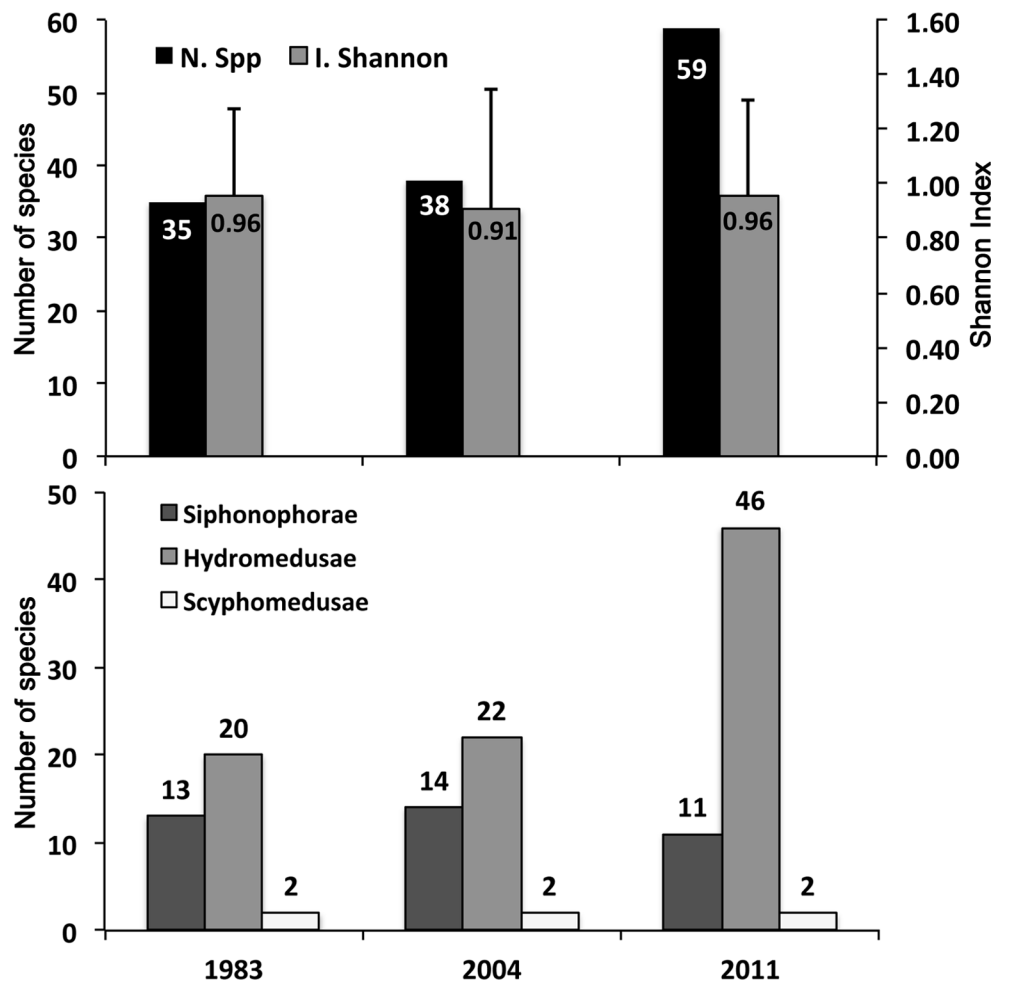 N. Spp I. Shannon
Number of species
60
50
40
30
20
10
0
35 0.96
38 0.91
59 0.96
1.60
1.40
1.20
1.00
0.80
0.60
0.40
0.20
0.00
Shannon Index
Siphonophorae
Hydromedusae
Scyphomedusae
Number of species
50
40
30
20
10
0
13 20 2
14 22 2
11 46 2
1983 2004 2011